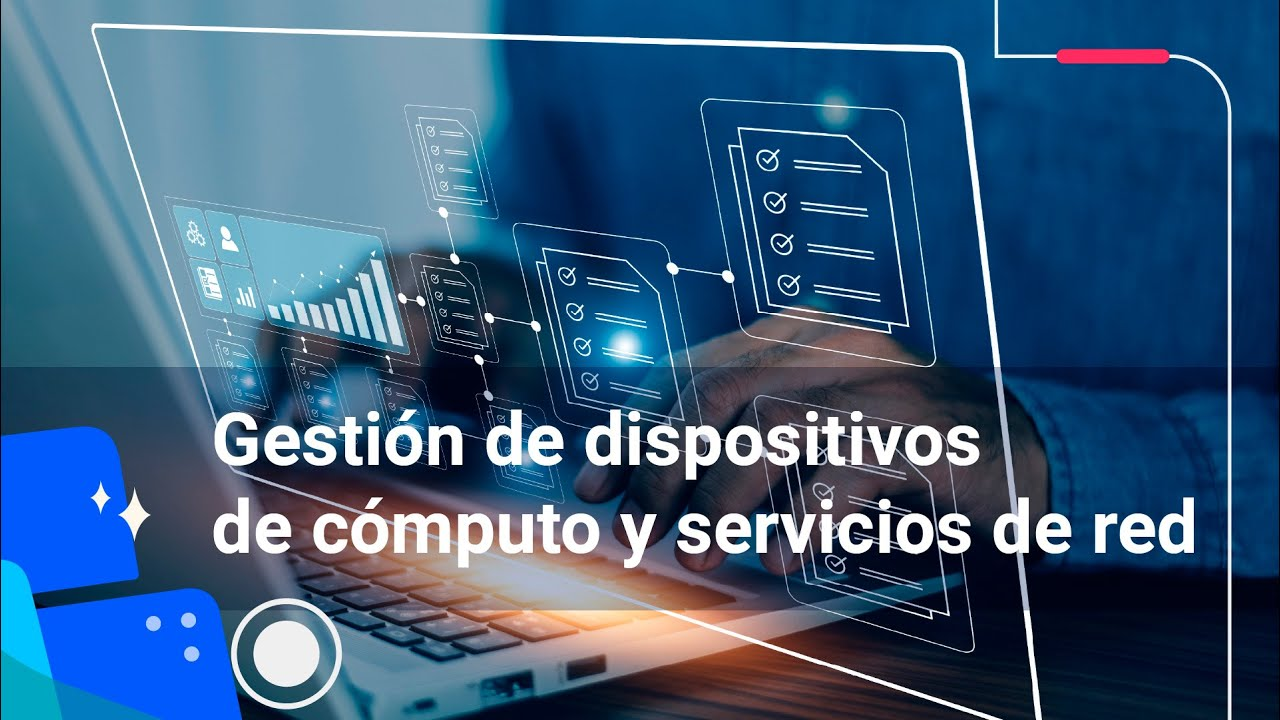 Gestión de dispositivos
de cómputo y servicios de red